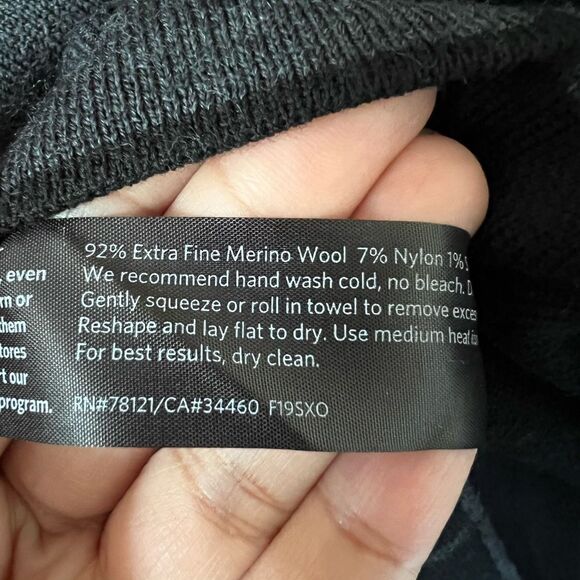 92% Extra Fine Merino Wool 7% Nylon 1% S
We recommend hand wash cold, no bleach. D
Gently squeeze or roll in towel to remove exces
Reshape and lay flat to dry. Use medium heat
For best results, dry clean.
RN#78121/CA#34460 F19SXO
, even
or
them
tores
our
program.